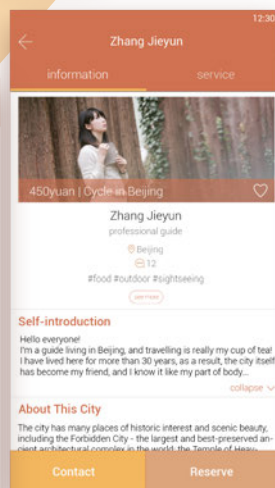 12:30
Zhang Jieyun
information
service
450yuan | Cycle in Beijing
Zhang Jieyun
professional guide
Beijing
12
#food #outdoor #sightseeing
see more
Self-introduction
Hello everyone!
I'm a guide living in Beijing, and travelling is really my cup of tea!
I have lived here for more than 30 years, as a result, the city itself
has become my friend, and I know it like my part of body...
collapse
About This City
The city has many places of historic interest and scenic beauty,
including the Forbidden City - the largest and best-preserved an-
cient architectural complex in the world; the Temple of Heav-
Contact
Reserve